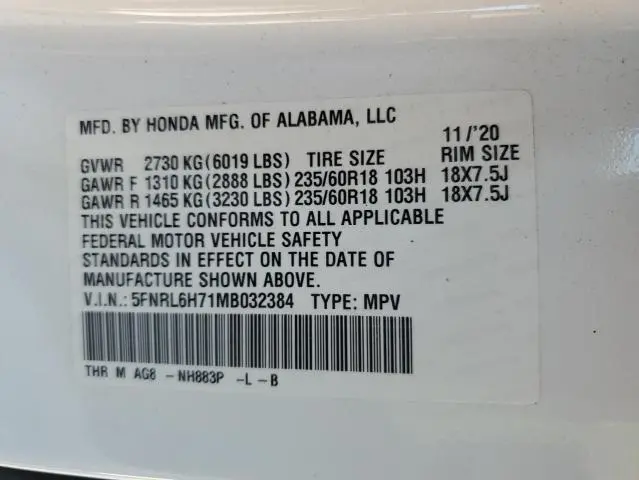 MFD. BY HONDA MFG. OF ALABAMA, LLC 11/'20
GVWR 2730 KG(6019 LBS) TIRE SIZE RIM SIZE
GAWR F 1310 KG(2888 LBS)235/60R18 103H 18X7.5J
GAWR R 1465 KG(3230 LBS)235/60R18 103H 18X7.5J
THIS VEHICLE CONFORMS TO ALL APPLICABLE
FEDERAL MOTOR VEHICLE SAFETY
STANDARDS IN EFFECT ON THE DATE OF
MANUFACTURE SHOWN ABOVE.
V.I.N.: 5FNRL6H71MB032384 TYPE: MPV
THR M AG8 - NH883P -L-B